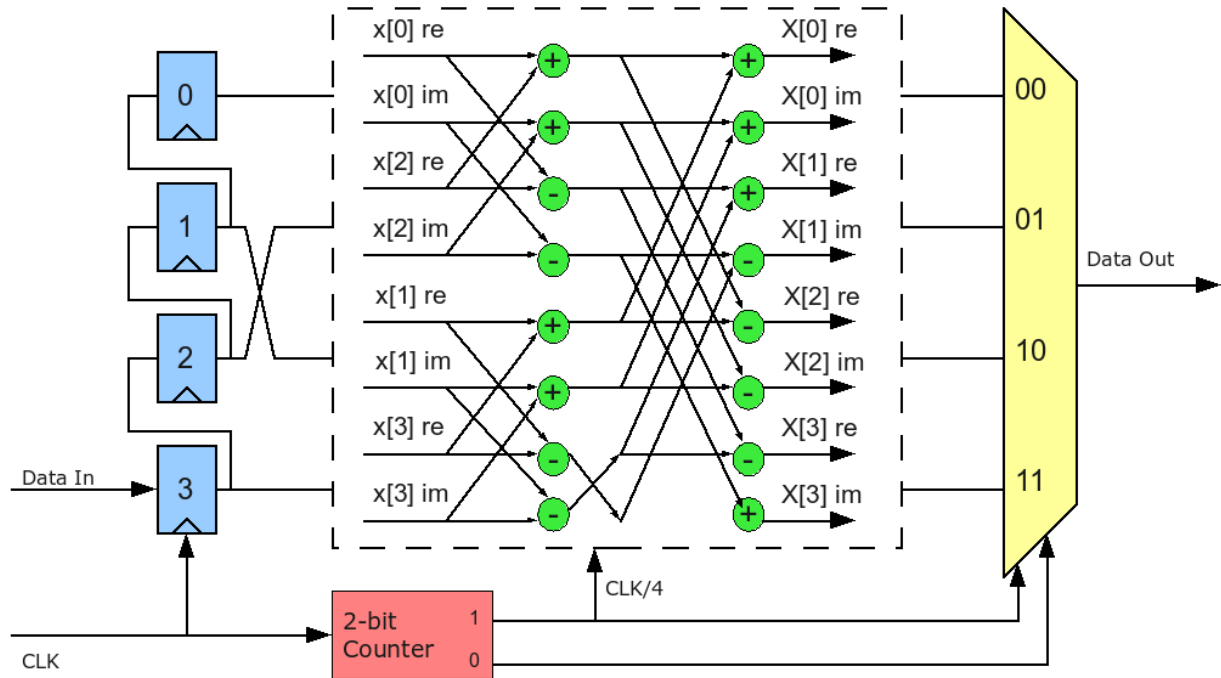 x[0] re
X[0] re
0
+
+
00
x[0] im
X[0] im
+
+
x[2] re
X[1] re
1
-
+
01
x[2] im
X[1] im
-
-
Data Out
x[1] re
X[2] re
2
+
-
10
x[1] im
X[2] im
+
-
x[3] re
X[3] re
Data In
3
-
-
11
x[3] im
X[3] im
-
+
CLK/4
2-bit
Counter
1
0
CLK